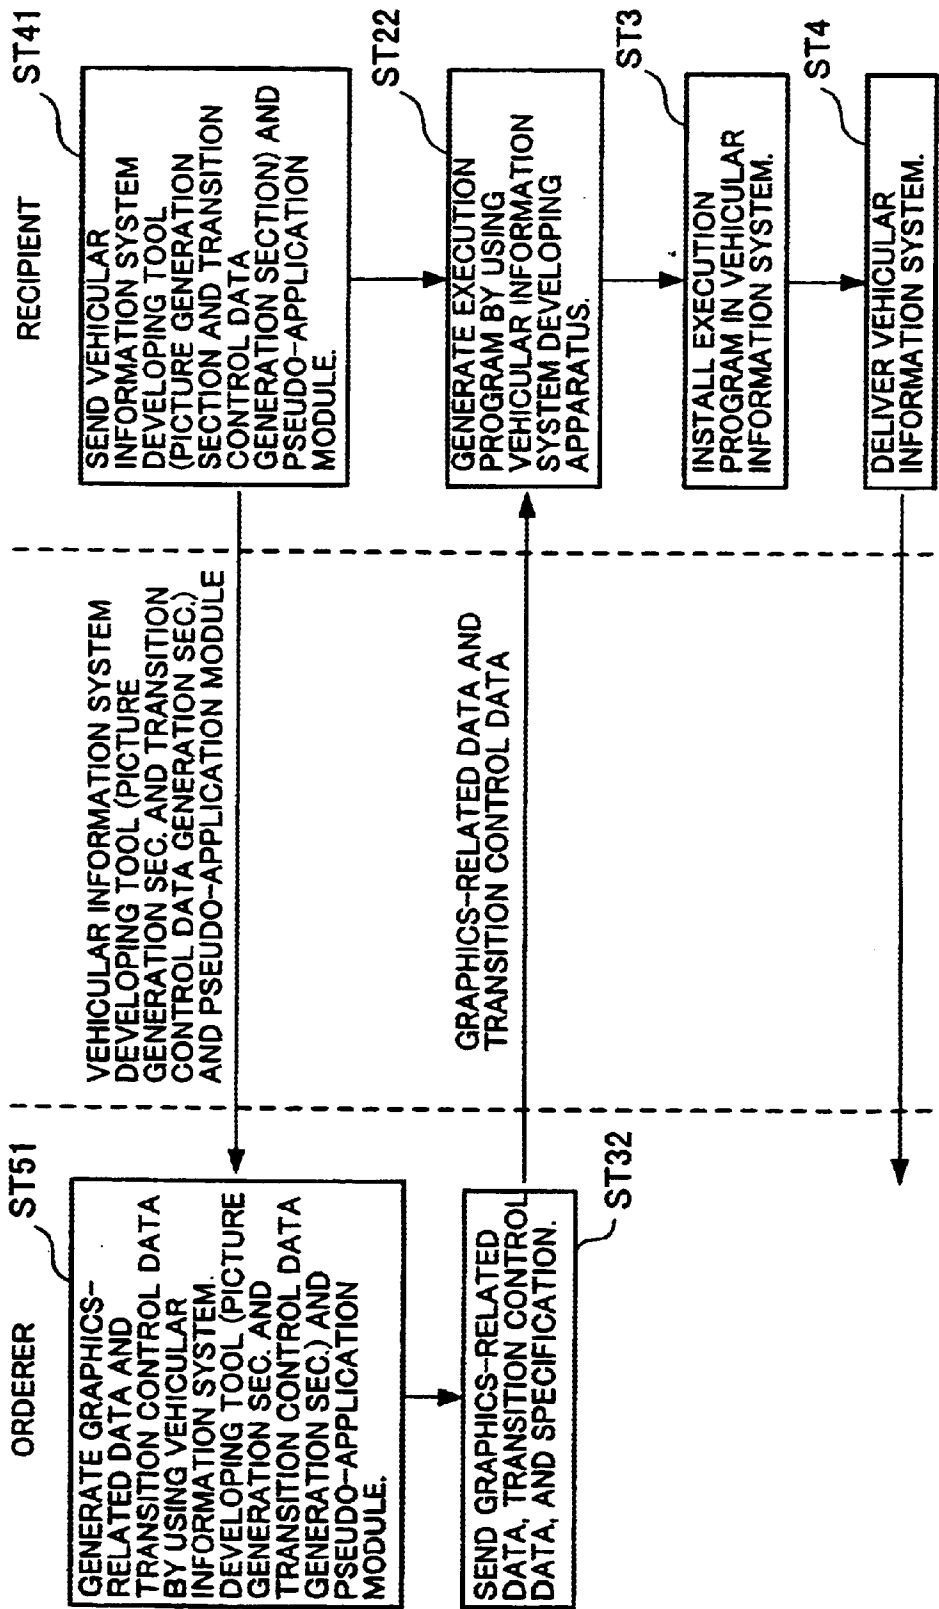 ORDERER
ST51
GENERATE GRAPHICS-
RELATED DATA AND
TRANSITION CONTROL DATA
BY USING VEHICULAR
INFORMATION SYSTEM.
DEVELOPING TOOL (PICTURE
GENERATION SEC. AND
TRANSITION CONTROL DATA
GENERATION SEC.) AND
PSEUDO-APPLICATION
MODULE.
SEND GRAPHICS-RELATED
DATA, TRANSITION CONTROL
DATA, AND SPECIFICATION.
ST32
VEHICULAR INFORMATION SYSTEM
DEVELOPING TOOL (PICTURE
GENERATION SEC. AND TRANSITION
CONTROL DATA GENERATION SEC.)
AND PSEUDO-APPLICATION MODULE
GRAPHICS-RELATED DATA AND
TRANSITION CONTROL DATA
RECIPIENT
ST41
SEND VEHICULAR
INFORMATION SYSTEM
DEVELOPING TOOL
(PICTURE GENERATION
SECTION AND TRANSITION
CONTROL DATA
GENERATION SECTION) AND
PSEUDO-APPLICATION
MODULE.
ST22
GENERATE EXECUTION
PROGRAM BY USING
VEHICULAR INFORMATION
SYSTEM DEVELOPING
APPARATUS.
ST3
INSTALL EXECUTION
PROGRAM IN VEHICULAR
INFORMATION SYSTEM.
ST4
DELIVER VEHICULAR
INFORMATION SYSTEM.